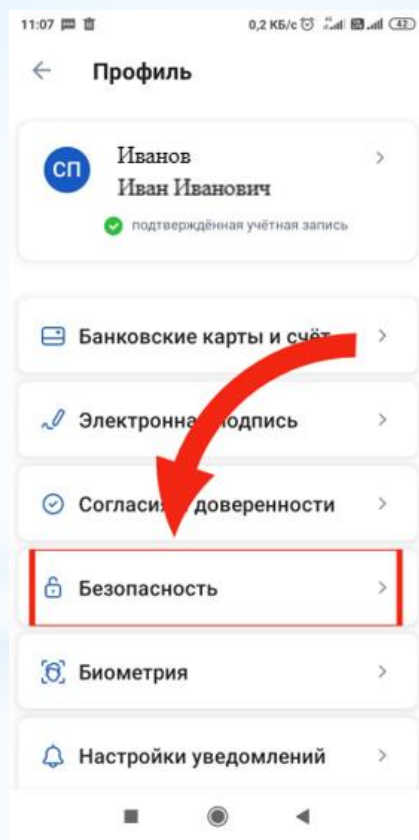 11:07 0,2 КБ/с 42
Профиль
СП
Иванов
Иван Иванович
подтверждённая учётная запись
Банковские карты и счёт
Электронна подпись
Согласия доверенности
Безопасность
Биометрия
Настройки уведомлений